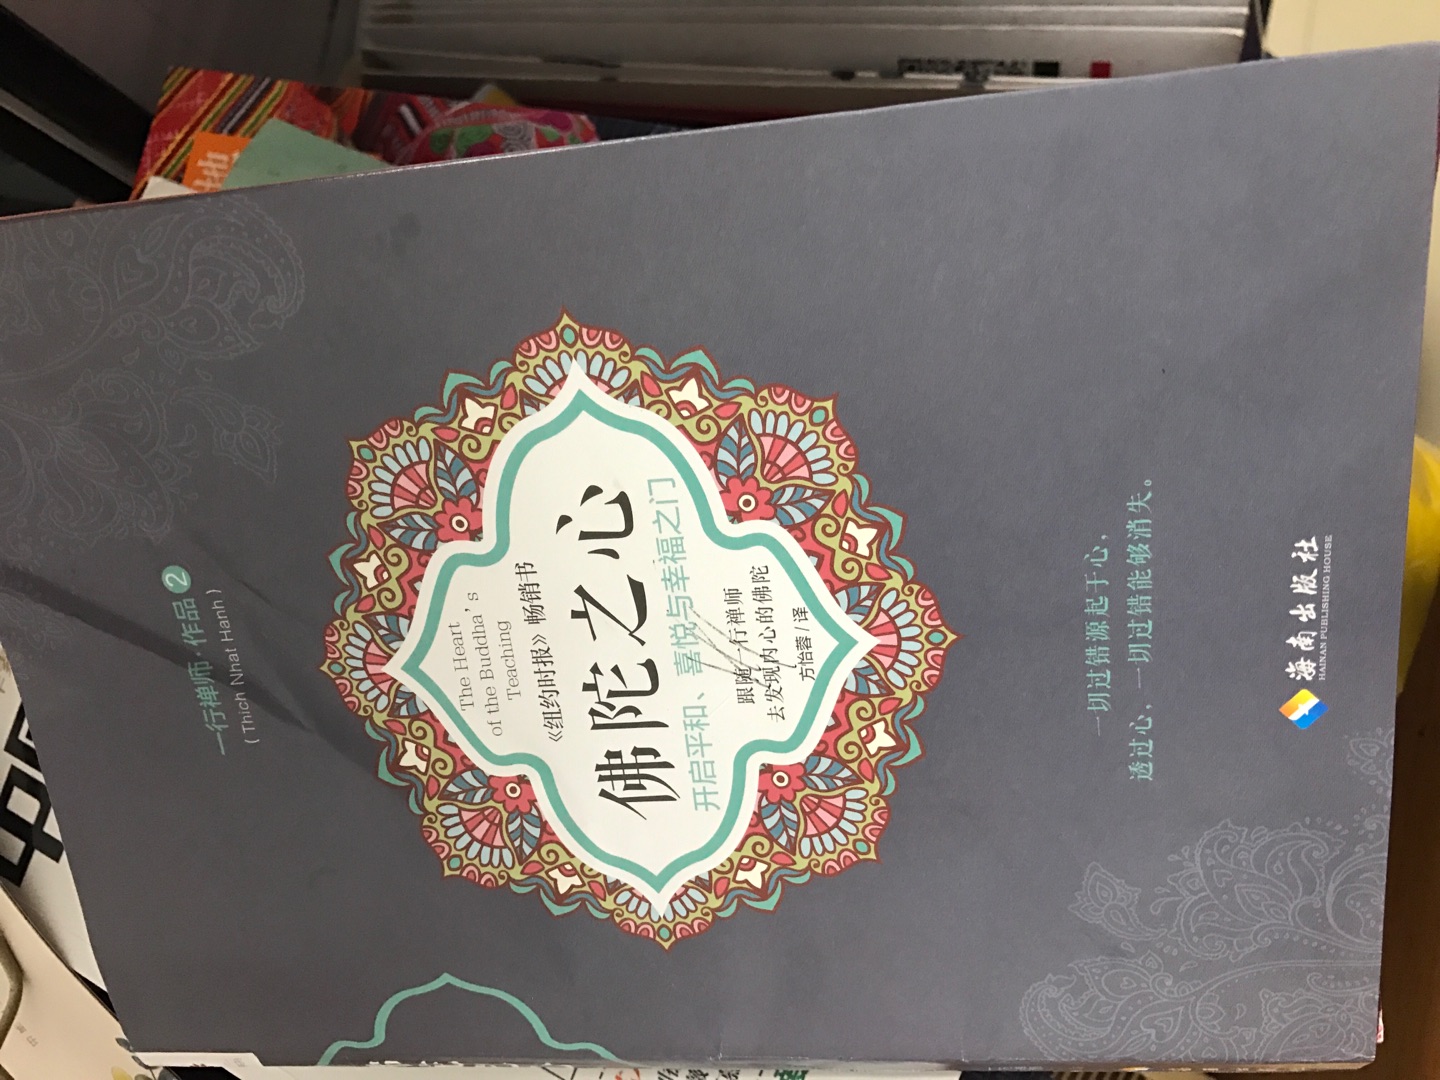 一行禅师·作品2
( Thich Nhat Hanh )
The Heart
of the Buddha's
Teaching
《纽约时报》畅销书
佛陀之心
开启平和、喜悦与幸福之门
跟随一行禅师
去发现内心的佛陀
方怡蓉/译
一切过错源起于心，
透过心，一切过错能够消失。
海南出版社
HAINAN PUBLISHING HOUSE